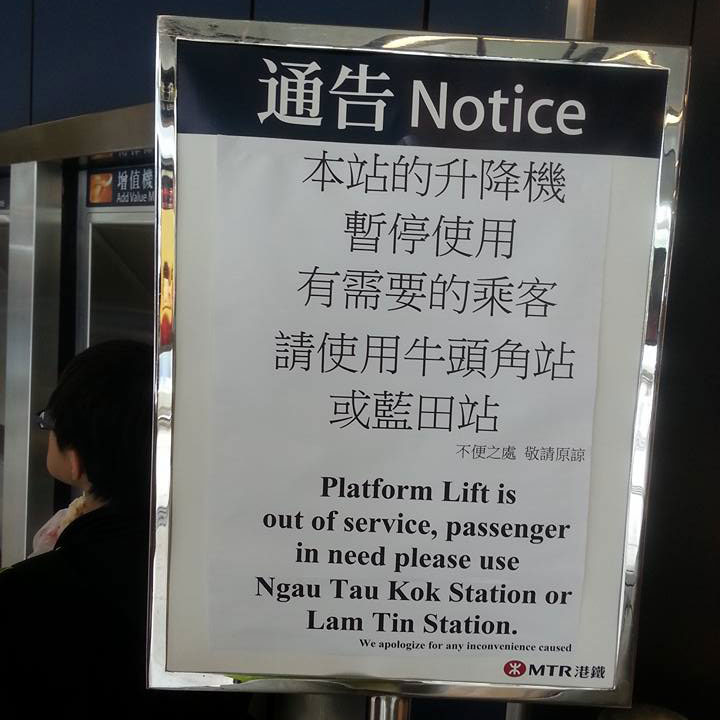 通告 Notice
本站的升降機
暫停使用
有需要的乘客
請使用牛頭角站
或藍田站
不便之處 敬請原諒
Platform Lift is
out of service, passenger
in need please use
Ngau Tau Kok Station or
Lam Tin Station.
We apologize for any inconvenience caused
MTR 港鐵
增值機
Add Value M